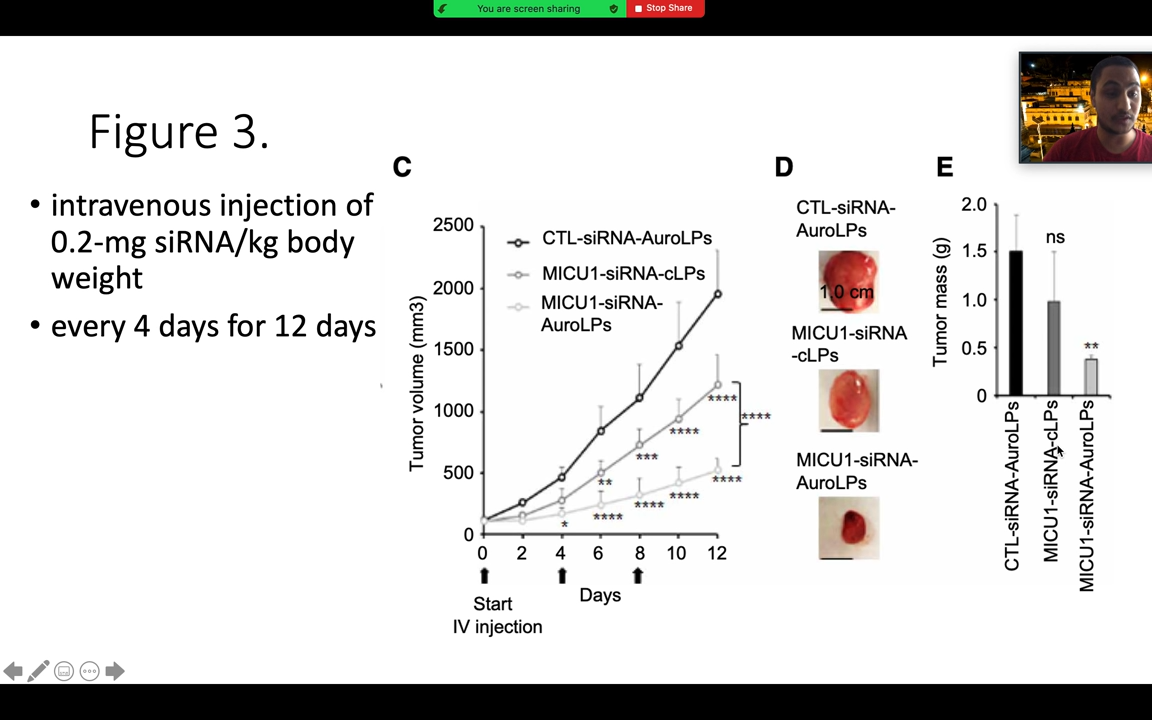 You are screen sharing
Stop Share
Figure 3.
• intravenous injection of
0.2-mg siRNA/kg body
weight
• every 4 days for 12 days
C
2500
2000
1500
1000
500
0
Tumor volume (mm3)
CTL-siRNA-AuroLPs
MICU1-siRNA-cLPs
MICU1-siRNA-
AuroLPs
****
****
****
***
**
****
****
****
****
*
0 2 4 6 8 10 12
Days
Start
IV injection
D
CTL-siRNA-
AuroLPs
1.0 cm
MICU1-siRNA
-cLPs
MICU1-siRNA-
AuroLPs
E
2.0
1.5
1.0
0.5
0
Tumor mass (g)
ns
**
CTL-siRNA-AuroLPs
MICU1-siRNA-cLPs
MICU1-siRNA-AuroLPs